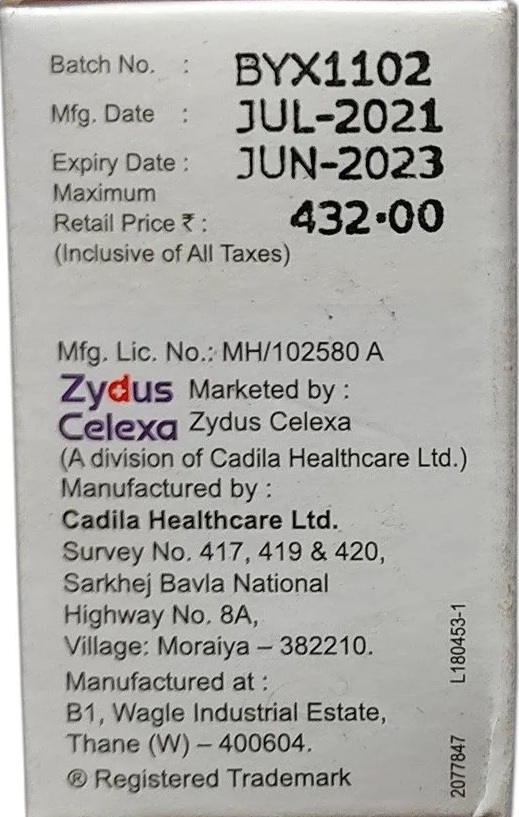 Batch No. : BYX1102
Mfg. Date : JUL-2021
Expiry Date : JUN-2023
Maximum
Retail Price ₹ : 432.00
(Inclusive of All Taxes)
Mfg. Lic. No.: MH/102580 A
Zydus Marketed by :
Celexa Zydus Celexa
(A division of Cadila Healthcare Ltd.)
Manufactured by :
Cadila Healthcare Ltd.
Survey No. 417, 419 & 420,
Sarkhej Bavla National
Highway No. 8A,
Village: Moraiya – 382210.
Manufactured at :
B1, Wagle Industrial Estate,
Thane (W) – 400604.
® Registered Trademark
L180453-1
2077847